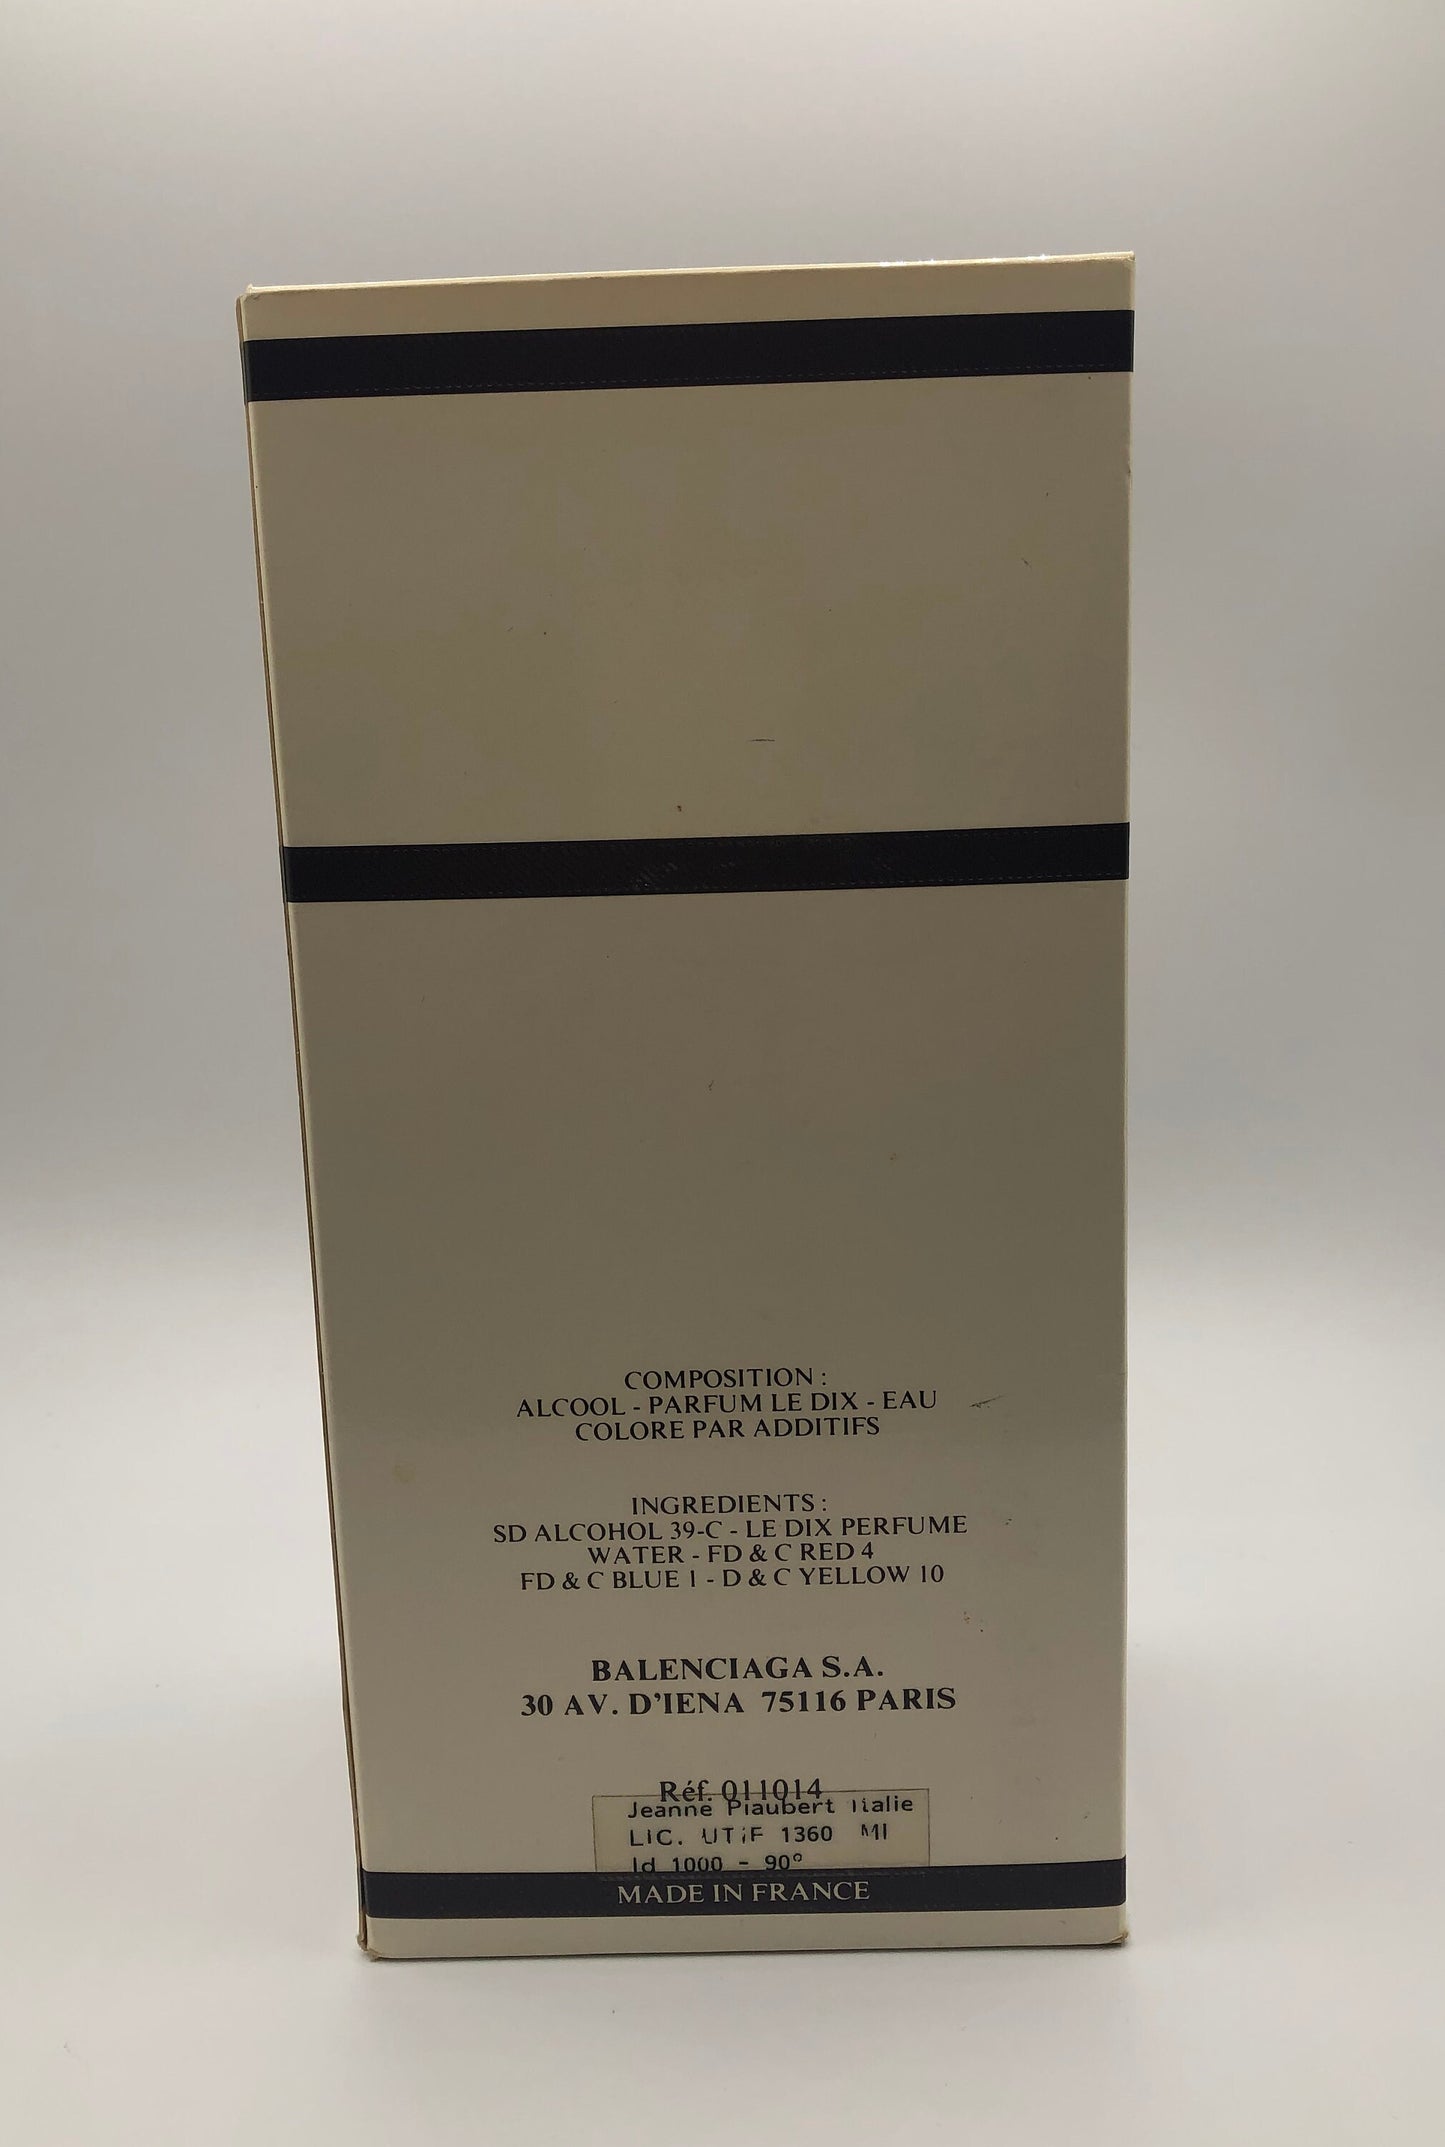 COMPOSITION :
ALCOOL - PARFUM LE DIX - EAU
COLORE PAR ADDITIFS
INGREDIENTS :
SD ALCOHOL 39-C - LE DIX PERFUME
WATER - FD & C RED 4
FD & C BLUE 1 - D & C YELLOW 10
BALENCIAGA S.A.
30 AV. D'IENA 75116 PARIS
Réf. 011014
Jeanne Piaubert Italie
LIC. UTiF 1360 MI
ld 1000 - 90°
MADE IN FRANCE